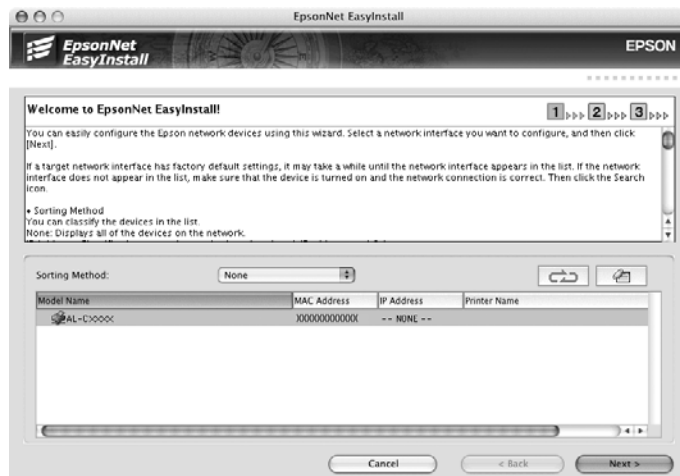 EpsonNet EasyInstall
EpsonNet
EasyInstall
EPSON
Welcome to EpsonNet EasyInstall!
1 2 3
You can easily configure the Epson network devices using this wizard. Select a network interface you want to configure, and then click
[Next].
If a target network interface has factory default settings, it may take a while until the network interface appears in the list. If the network
interface does not appear in the list, make sure that the device is turned on and the network connection is correct. Then click the Search
icon.
• Sorting Method
You can classify the devices in the list.
None: Displays all of the devices on the network.
Sorting Method: None
Model Name MAC Address IP Address Printer Name
AL-CXXXX XXXXXXXXXXXX -- NONE --
Cancel < Back Next >